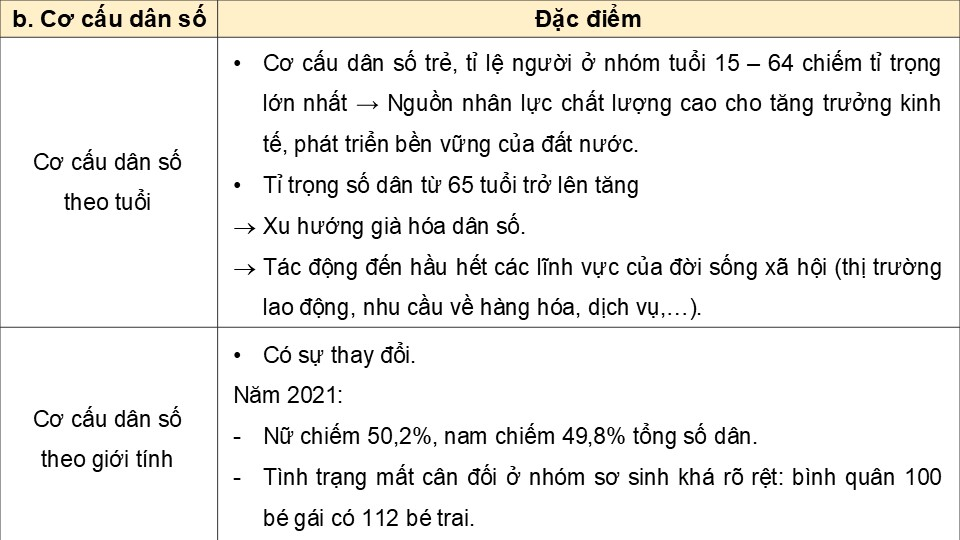 b. Cơ cấu dân số
Đặc điểm
Cơ cấu dân số
theo tuổi
• Cơ cấu dân số trẻ, tỉ lệ người ở nhóm tuổi 15 – 64 chiếm tỉ trọng
lớn nhất → Nguồn nhân lực chất lượng cao cho tăng trưởng kinh
tế, phát triển bền vững của đất nước.
• Tỉ trọng số dân từ 65 tuổi trở lên tăng
→ Xu hướng già hóa dân số.
→ Tác động đến hầu hết các lĩnh vực của đời sống xã hội (thị trường
lao động, nhu cầu về hàng hóa, dịch vụ,…).
Cơ cấu dân số
theo giới tính
• Có sự thay đổi.
Năm 2021:
- Nữ chiếm 50,2%, nam chiếm 49,8% tổng số dân.
- Tình trạng mất cân đối ở nhóm sơ sinh khá rõ rệt: bình quân 100
bé gái có 112 bé trai.